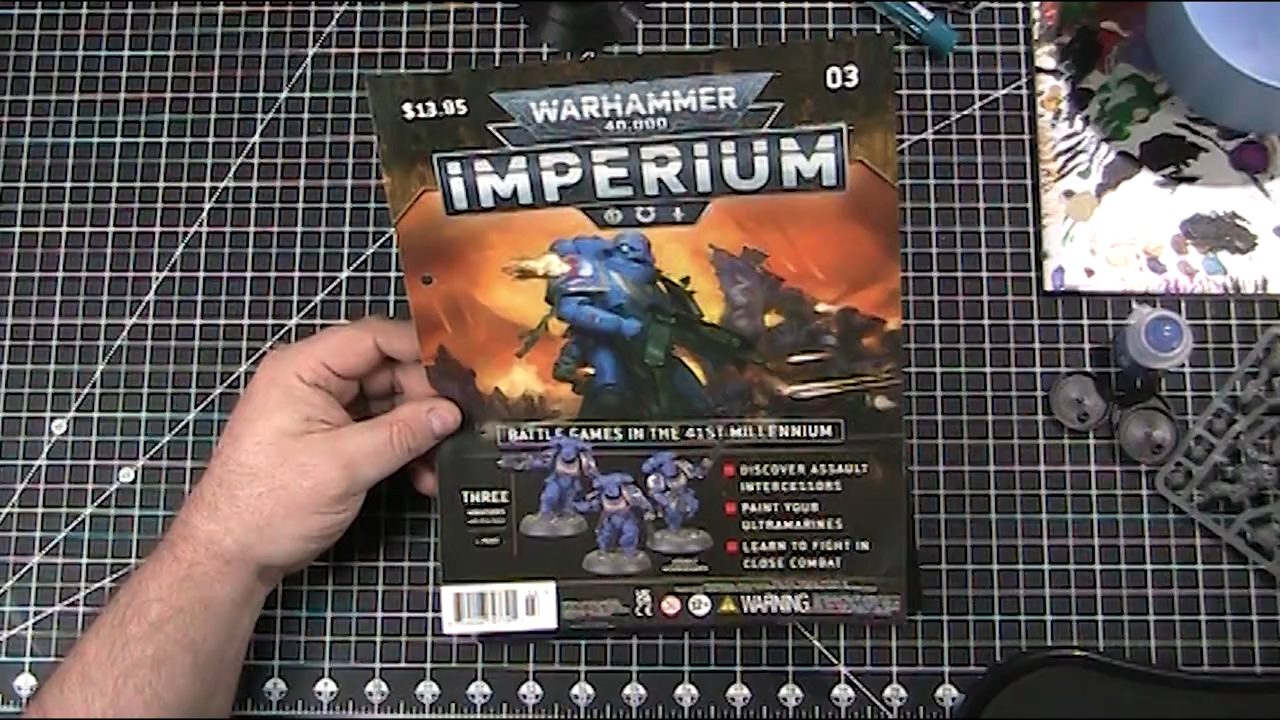 $13.95
WARHAMMER
40,000
03
IMPERIUM
BATTLE GAMES IN THE 41ST MILLENNIUM
THREE
DISCOVER ASSAULT
INTERCESSORS
PAINT YOUR
ULTRAMARINES
LEARN TO FIGHT IN
CLOSE COMBAT
12+
WARNING